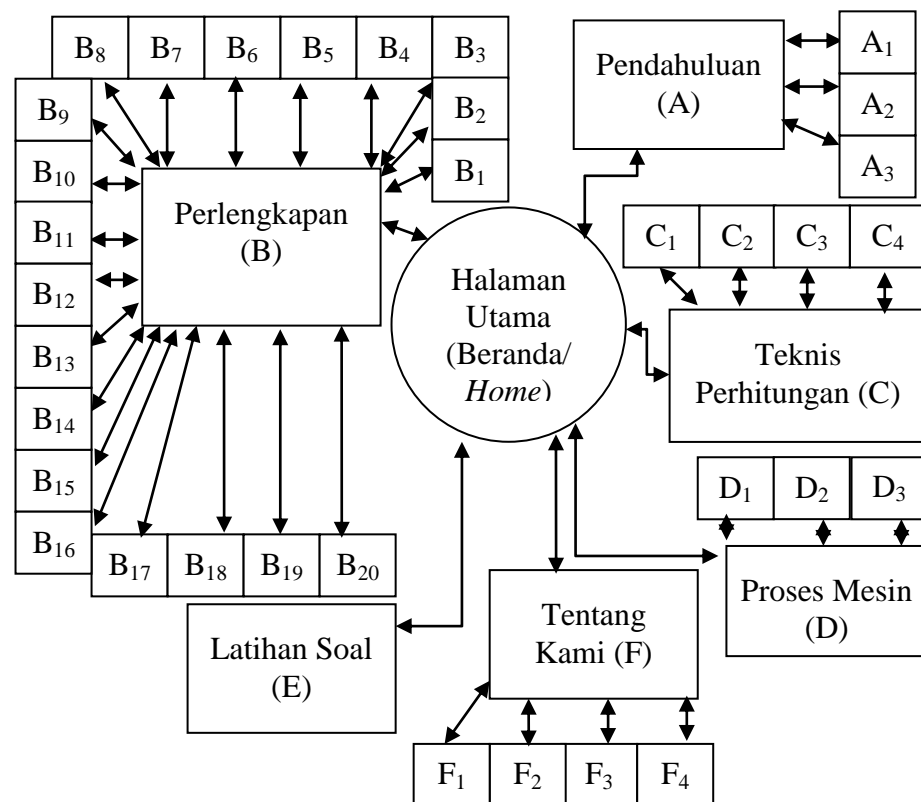 B₈ B₇ B₆ B₅ B₄ B₃
B₉
B₂
B₁₀
B₁
B₁₁
B₁₂
B₁₃
B₁₄
B₁₅
B₁₆
B₁₇ B₁₈ B₁₉ B₂₀
Perlengkapan
(B)
Pendahuluan
(A)
A₁
A₂
A₃
Halaman
Utama
(Beranda/
Home)
C₁ C₂ C₃ C₄
Teknis
Perhitungan (C)
D₁ D₂ D₃
Proses Mesin
(D)
Latihan Soal
(E)
Tentang
Kami (F)
F₁ F₂ F₃ F₄